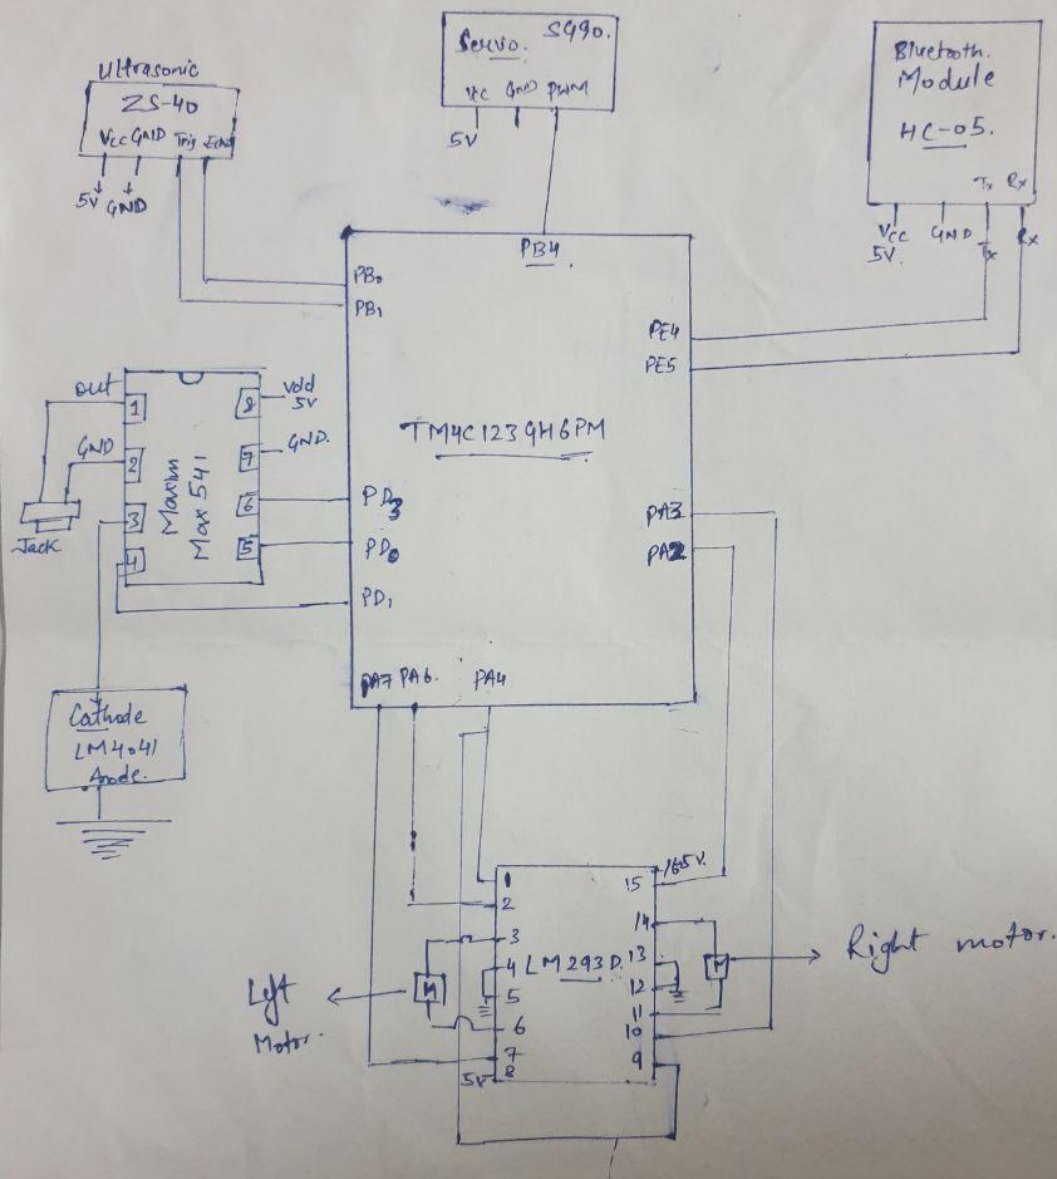 Servo. SG90.
Vcc GND PWM
5V
Bluetooth.
Module
HC-05.
Tx Rx
Vcc GND Tx Rx
5V.
Ultrasonic
ZS-40
Vcc GND Trig Echo
5V GND
PB4.
PB0
PB1
PE4
PE5
TM4C123GH6PM
out
1
8
Vdd
5V
GND
2
7
GND.
3
6
PD3
4
5
PD0
PD1
Maxim
Max 541
Jack
PA3
PA2
PA7 PA6. PA4
Cathode
LM4041
Anode.
1
2
3
4
5
6
7
8
5V
LM293D.
16 5V.
15
14
13
12
11
10
9
M
M
Left
Motor.
Right motor.